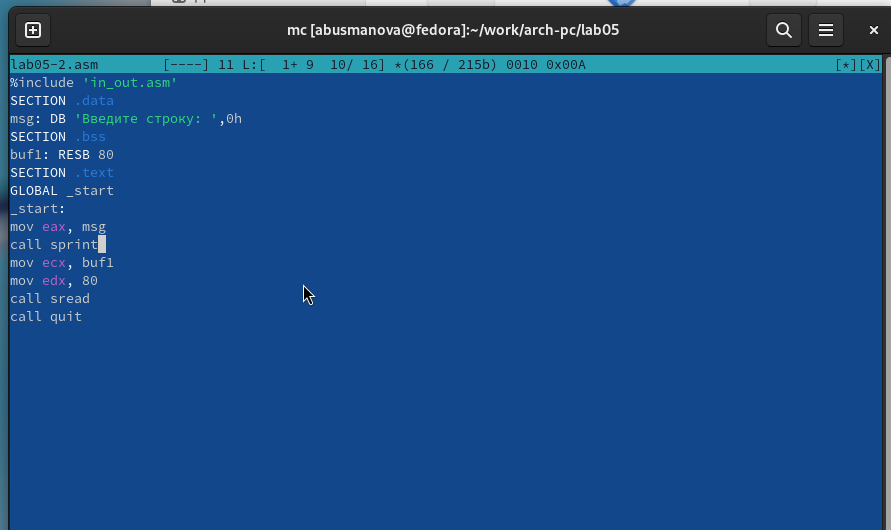 mc [abusmanova@fedora]:~/work/arch-pc/lab05
lab05-2.asm        [----] 11 L:[  1+ 9  10/ 16] *(166 / 215b) 0010 0x00A        [*][X]
%include 'in_out.asm'
SECTION .data
msg: DB 'Введите строку: ',0h
SECTION .bss
buf1: RESB 80
SECTION .text
GLOBAL _start
_start:
mov eax, msg
call sprint
mov ecx, buf1
mov edx, 80
call sread
call quit